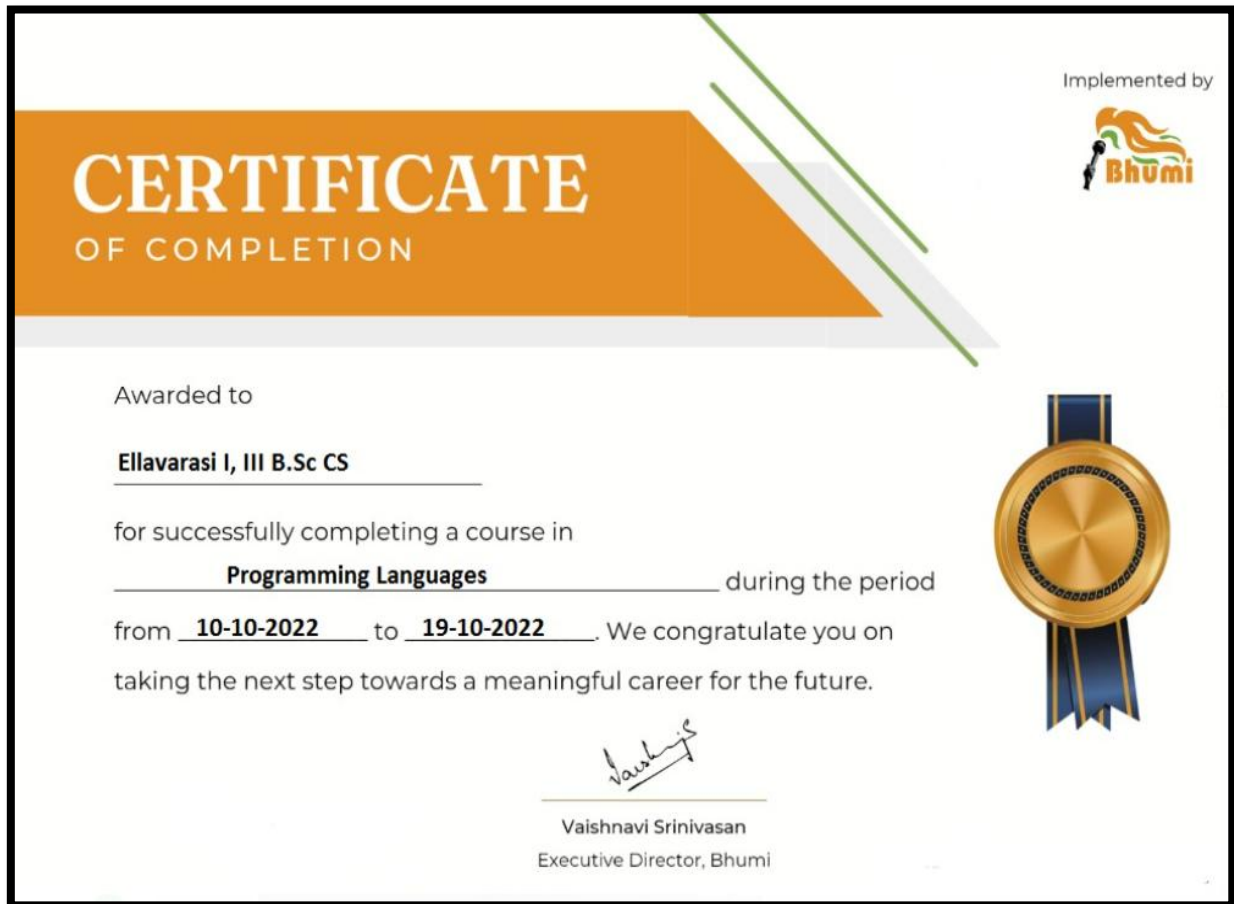 Implemented by
Bhumi
CERTIFICATE
OF COMPLETION
Awarded to
Ellavarasi I, III B.Sc CS
for successfully completing a course in
Programming Languages during the period
from 10-10-2022 to 19-10-2022. We congratulate you on
taking the next step towards a meaningful career for the future.
Vaishnavi Srinivasan
Executive Director, Bhumi